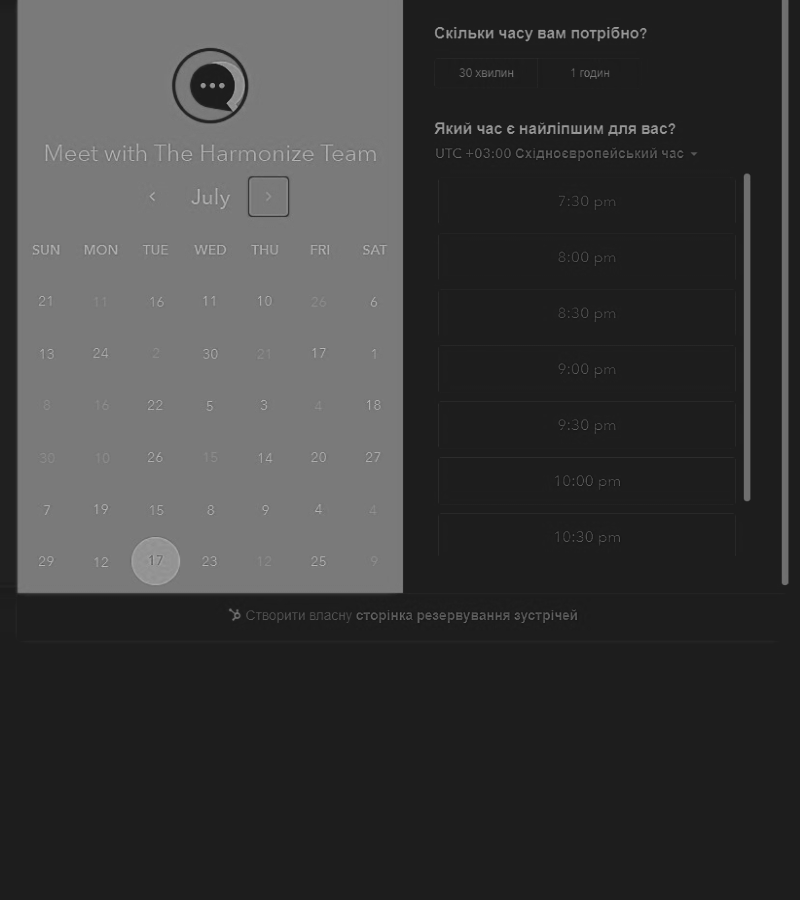 Meet with The Harmonize Team
July
SUN MON TUE WED THU FRI SAT
21 11 16 11 10 26 6
13 24 2 30 21 17 1
8 16 22 5 3 4 18
30 10 26 15 14 20 27
7 19 15 8 9 4 4
29 12 17 23 12 25 9
Скільки часу вам потрібно?
30 хвилин 1 годин
Який час є найліпшим для вас?
UTC +03:00 Східноєвропейський час
7:30 pm
8:00 pm
8:30 pm
9:00 pm
9:30 pm
10:00 pm
10:30 pm
Створити власну сторінка резервування зустрічей